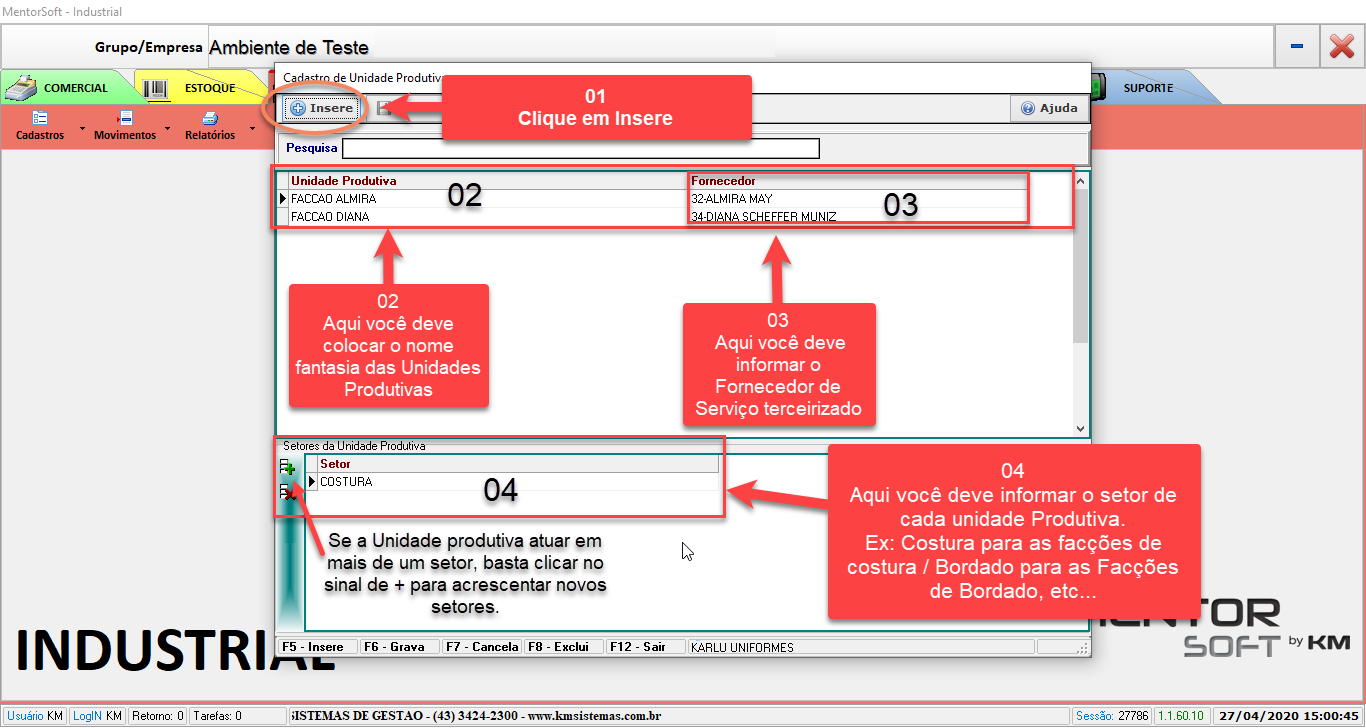 MentorSoft - Industrial
Grupo/Empresa Ambiente de Teste
COMERCIAL
ESTOQUE
SUPORTE
Cadastros
Movimentos
Relatórios
Cadastro de Unidade Produtiva
Insere
Ajuda
01
Clique em Insere
Pesquisa
Unidade Produtiva
Fornecedor
FACCAO ALMIRA
32-ALMIRA MAY
FACCAO DIANA
34-DIANA SCHEFFER MUNIZ
02
03
02
Aqui você deve
colocar o nome
fantasia das Unidades
Produtivas
03
Aqui você deve
informar o
Fornecedor de
Serviço terceirizado
Setores da Unidade Produtiva
Setor
COSTURA
04
04
Aqui você deve informar o setor de
cada unidade Produtiva.
Ex: Costura para as facções de
costura / Bordado para as Facções
de Bordado, etc...
Se a Unidade produtiva atuar em
mais de um setor, basta clicar no
sinal de + para acrescentar novos
setores.
INDUSTRIAL
SOFT by KM
F5 - Insere
F6 - Grava
F7 - Cancela
F8 - Exclui
F12 - Sair
KARLU UNIFORMES
Usuário KM
LogIN KM
Retorno: 0
Tarefas: 0
SISTEMAS DE GESTAO - (43) 3424-2300 - www.kmsistemas.com.br
Sessão: 27786
1.1.60.10
27/04/2020 15:00:45